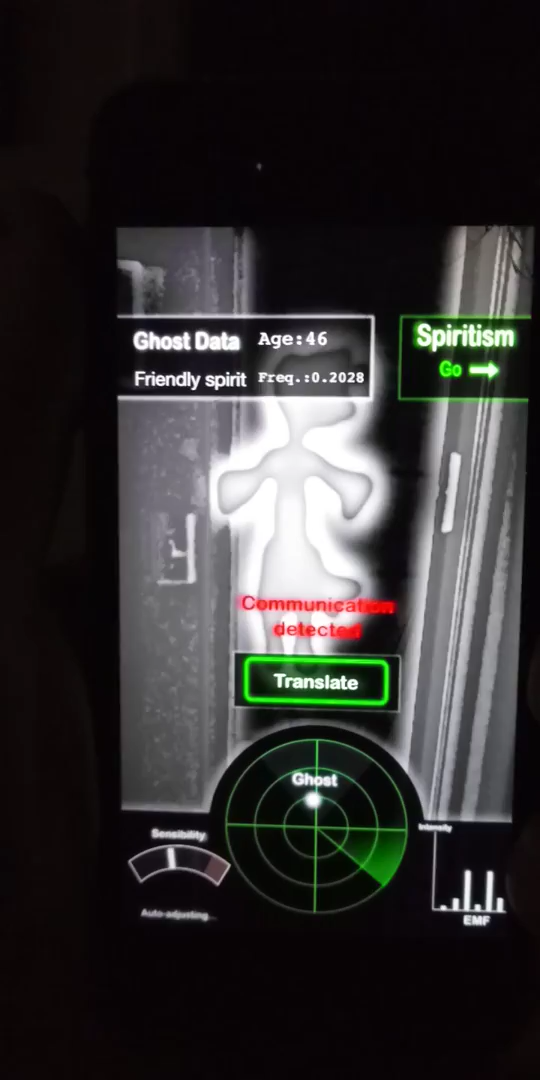 Ghost Data Age:46
Friendly spirit Freq.:0.2028
Spiritism
Go
Communication
detected
Translate
Ghost
Sensibility
Auto-adjusting...
Intensity
EMF